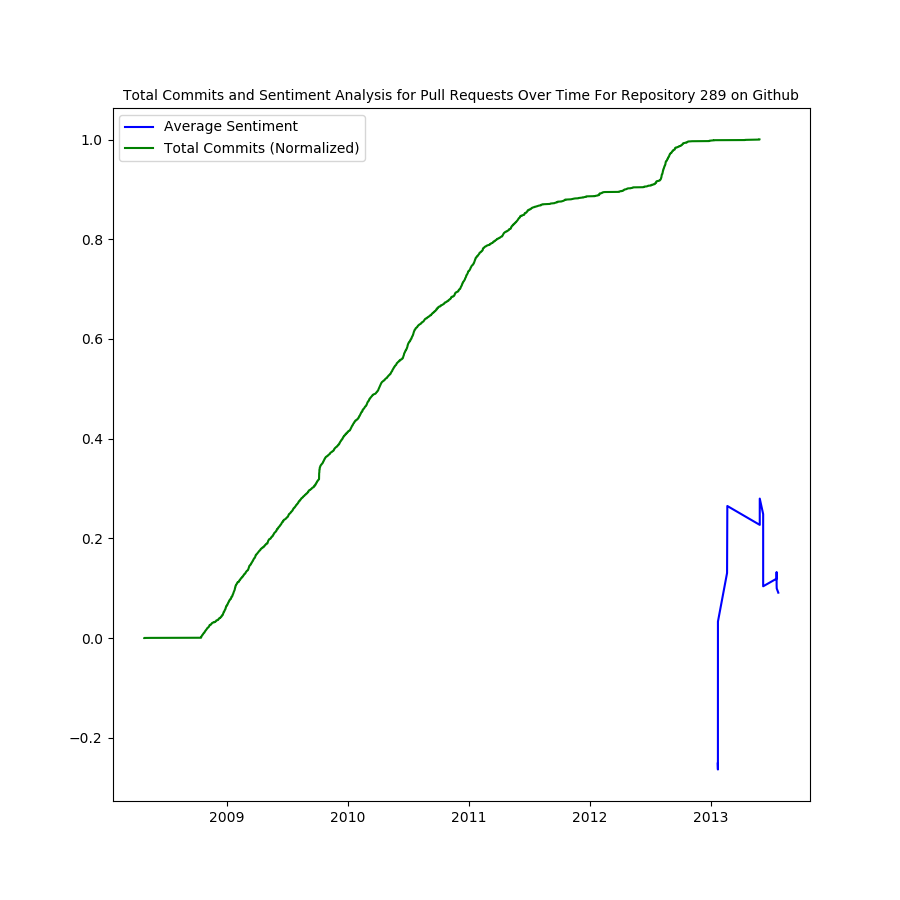 Total Commits and Sentiment Analysis for Pull Requests Over Time For Repository 289 on Github
Average Sentiment
Total Commits (Normalized)
1.0
0.8
0.6
0.4
0.2
0.0
−0.2
2009 2010 2011 2012 2013